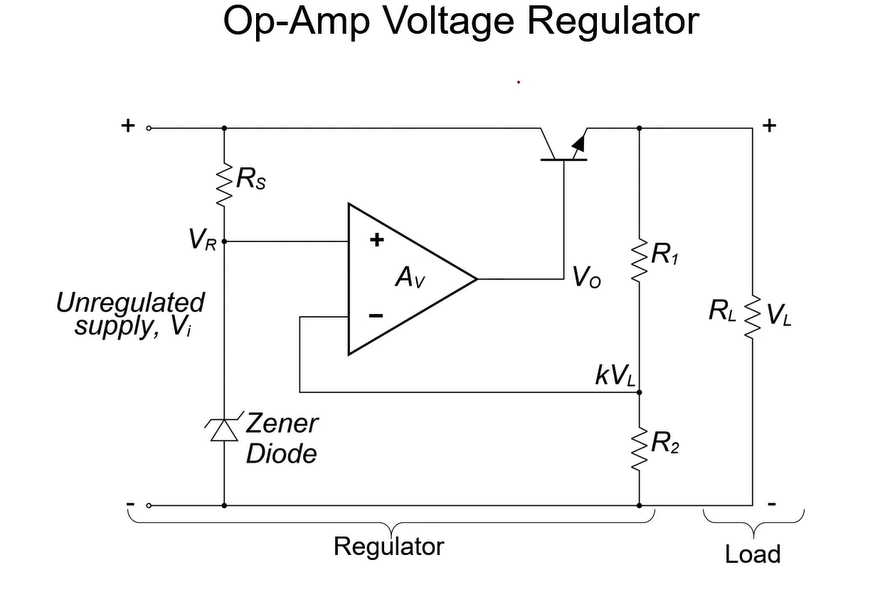 Op-Amp Voltage Regulator
+
+
RS
VR
+
AV
-
VO
R1
Unregulated
supply, Vi
RL
VL
kVL
Zener
Diode
R2
-
-
Regulator
Load